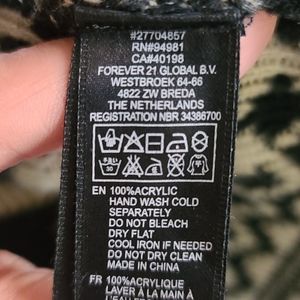 #27704857
RN#94981
CA#40198
FOREVER 21 GLOBAL B.V.
WESTBROEK 64-66
4822 ZW BREDA
THE NETHERLANDS
REGISTRATION NBR 34386700
EN 100%ACRYLIC
HAND WASH COLD
SEPARATELY
DO NOT BLEACH
DRY FLAT
COOL IRON IF NEEDED
DO NOT DRY CLEAN
MADE IN CHINA
FR 100%ACRYLIQUE
LAVER À LA MAIN À